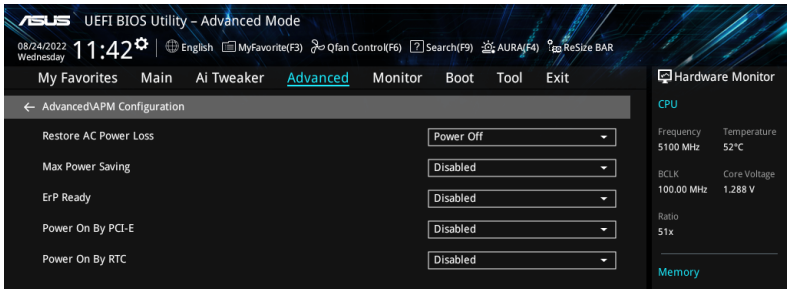 ASUS UEFI BIOS Utility – Advanced Mode
08/24/2022 Wednesday 11:42 English MyFavorite(F3) Qfan Control(F6) Search(F9) AURA(F4) ReSize BAR
My Favorites Main Ai Tweaker Advanced Monitor Boot Tool Exit
Hardware Monitor
← Advanced\APM Configuration
Restore AC Power Loss Power Off
Max Power Saving Disabled
ErP Ready Disabled
Power On By PCI-E Disabled
Power On By RTC Disabled
CPU
Frequency Temperature
5100 MHz 52°C
BCLK Core Voltage
100.00 MHz 1.288 V
Ratio
51x
Memory